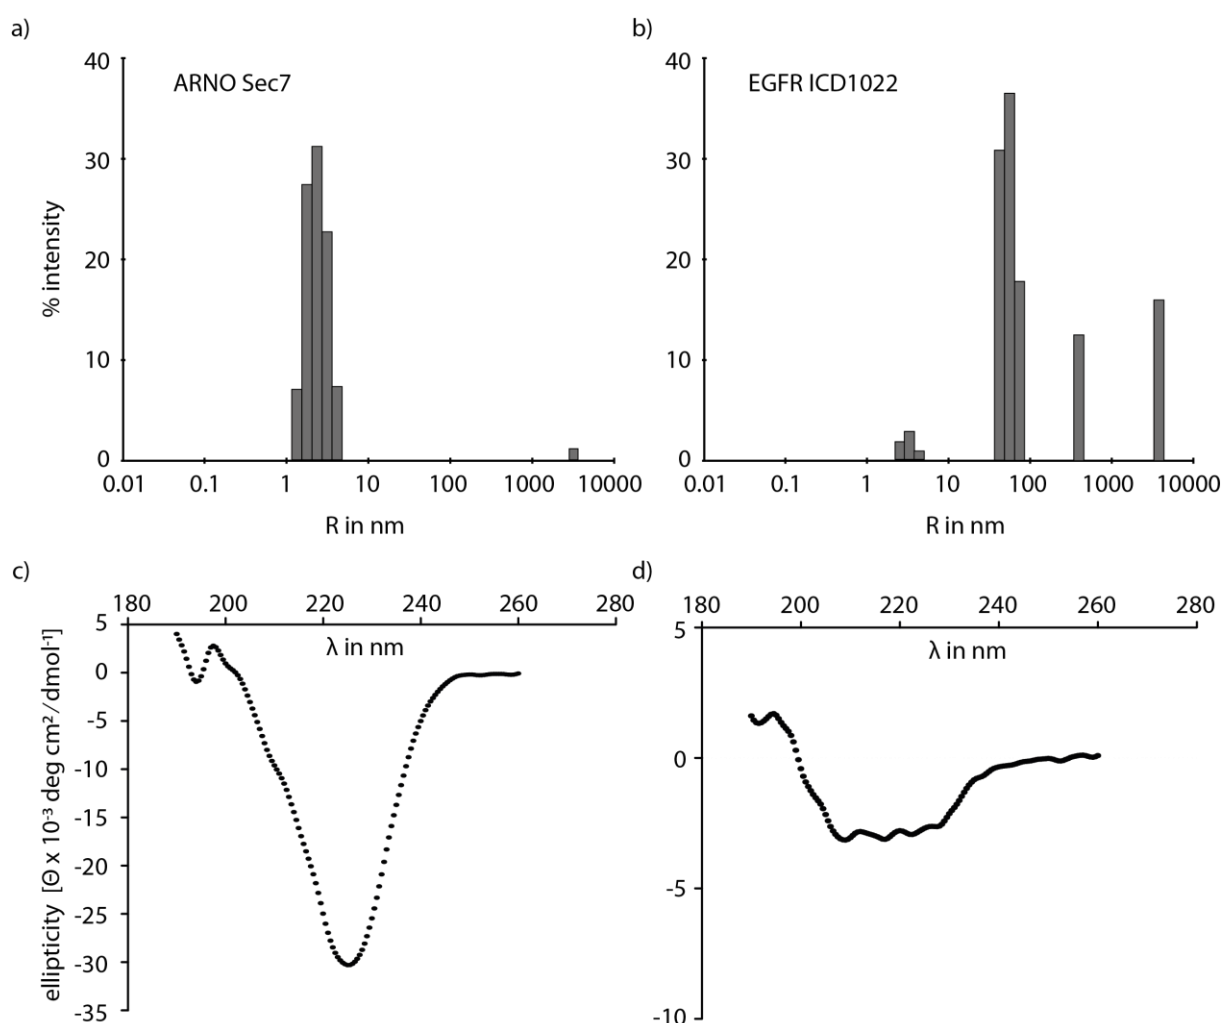 a)
b)
ARNO Sec7
EGFR ICD1022
% intensity
40
30
20
10
0
0.01 0.1 1 10 100 1000 10000
R in nm
40
30
20
10
0
0.01 0.1 1 10 100 1000 10000
R in nm
c)
180 200 220 240 260 280
λ in nm
ellipticity [Θ x 10⁻³ deg cm² / dmol⁻¹]
5
0
-5
-10
-15
-20
-25
-30
-35
d)
180 200 220 240 260 280
λ in nm
5
0
-5
-10